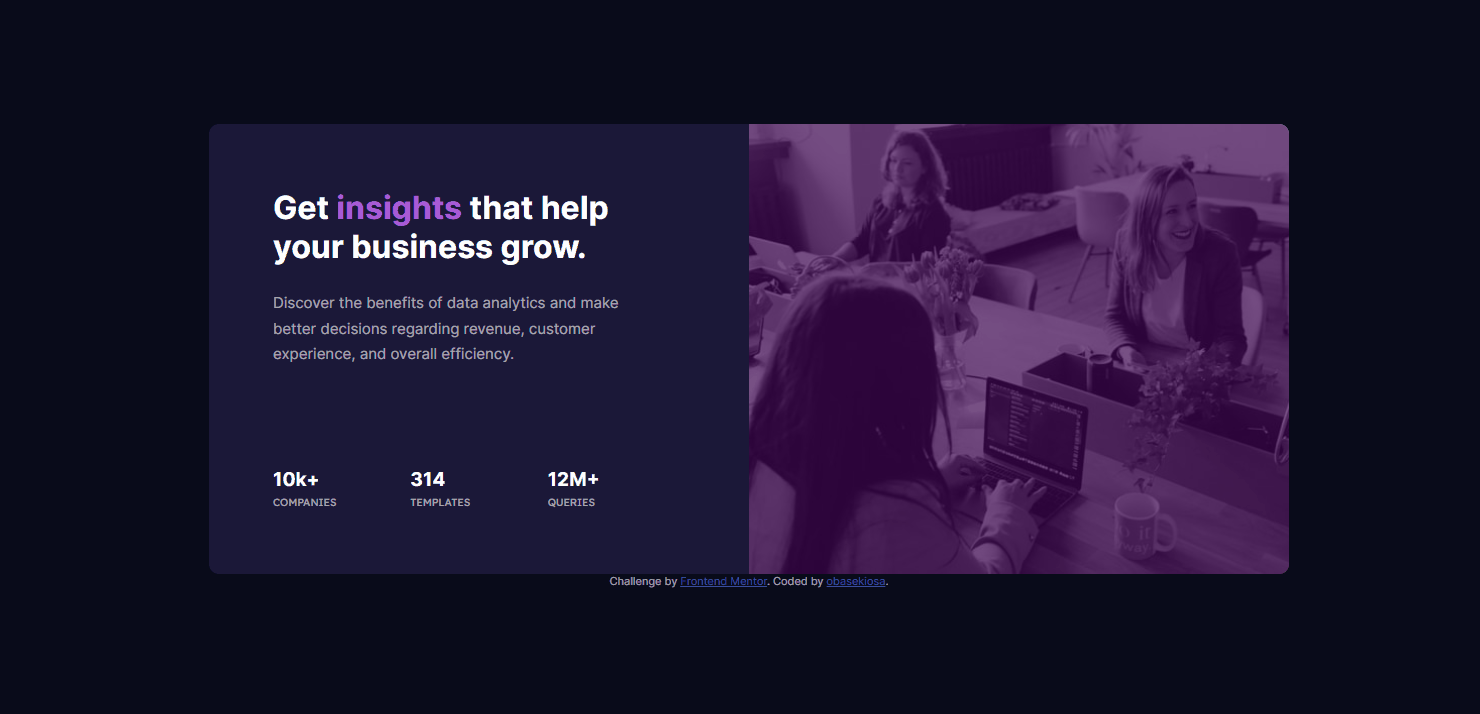 Get insights that help
your business grow.
Discover the benefits of data analytics and make
better decisions regarding revenue, customer
experience, and overall efficiency.
10k+
COMPANIES
314
TEMPLATES
12M+
QUERIES
Challenge by Frontend Mentor. Coded by obasekiosa.